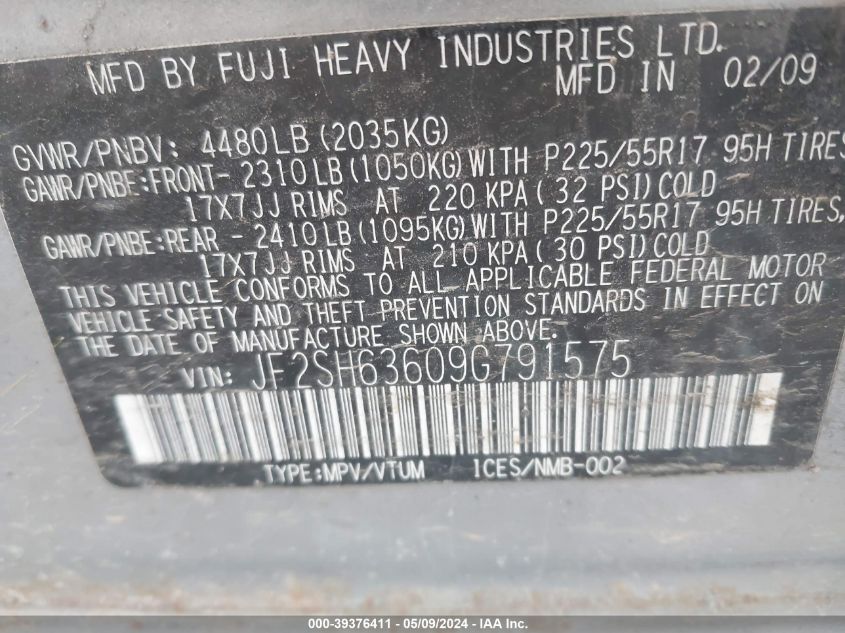 MFD BY FUJI HEAVY INDUSTRIES LTD.
MFD IN 02/09
GVWR/PNBV: 4480LB(2035KG)
GAWR/PNBE:FRONT- 2310LB(1050KG)WITH P225/55R17 95H TIRES
17X7JJ RIMS AT 220 KPA(32 PSI)COLD
GAWR/PNBE:REAR - 2410LB(1095KG)WITH P225/55R17 95H TIRES,
17X7JJ RIMS AT 210 KPA(30 PSI)COLD
THIS VEHICLE CONFORMS TO ALL APPLICABLE FEDERAL MOTOR
VEHICLE SAFETY AND THEFT PREVENTION STANDARDS IN EFFECT ON
THE DATE OF MANUFACTURE SHOWN ABOVE.
VIN: JF2SH63609G791575
TYPE:MPV/VTUM ICES/NMB-002
000-39376411 - 05/09/2024 - IAA Inc.